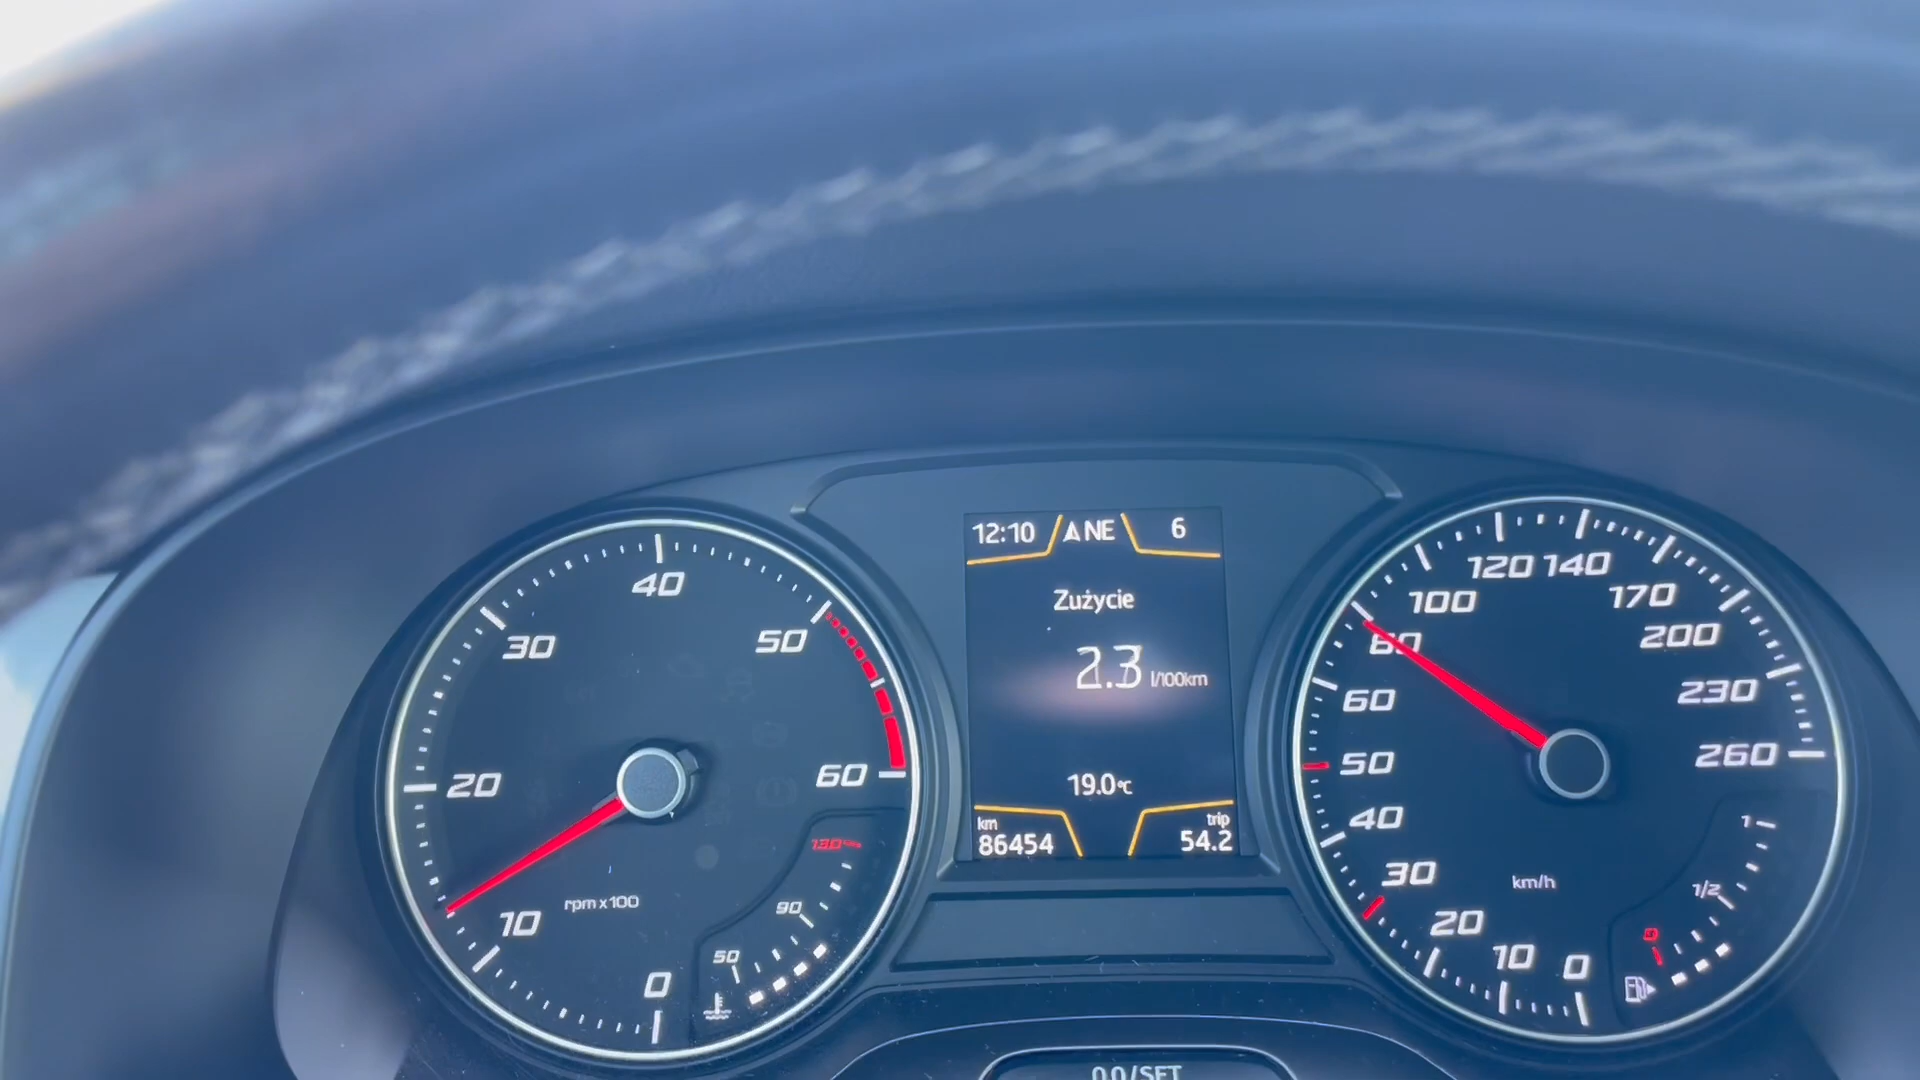 12:10 NE 6
Zużycie
2.3 l/100km
19.0°C
km trip
86454 54.2
0 10 20 30 40 50 60
rpm x 100
50 90 130
0 10 20 30 40 50 60 80 100 120 140 170 200 230 260
km/h
0 1/2 1
0.0/SET